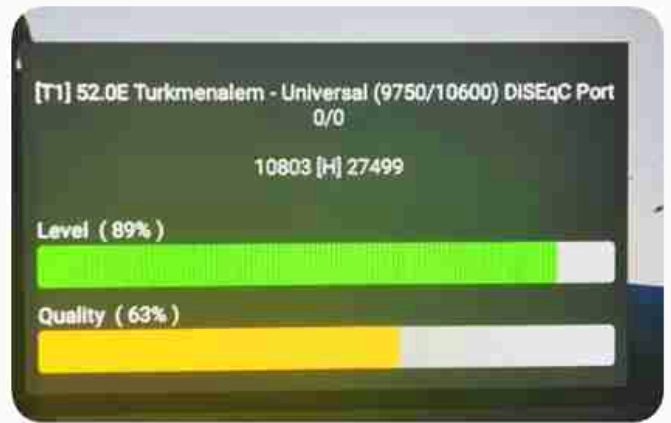 [T1] 52.0E Turkmenalem - Universal (9750/10600) DiSEqC Port
0/0
10803 [H] 27499
Level ( 89% )
Quality ( 63% )